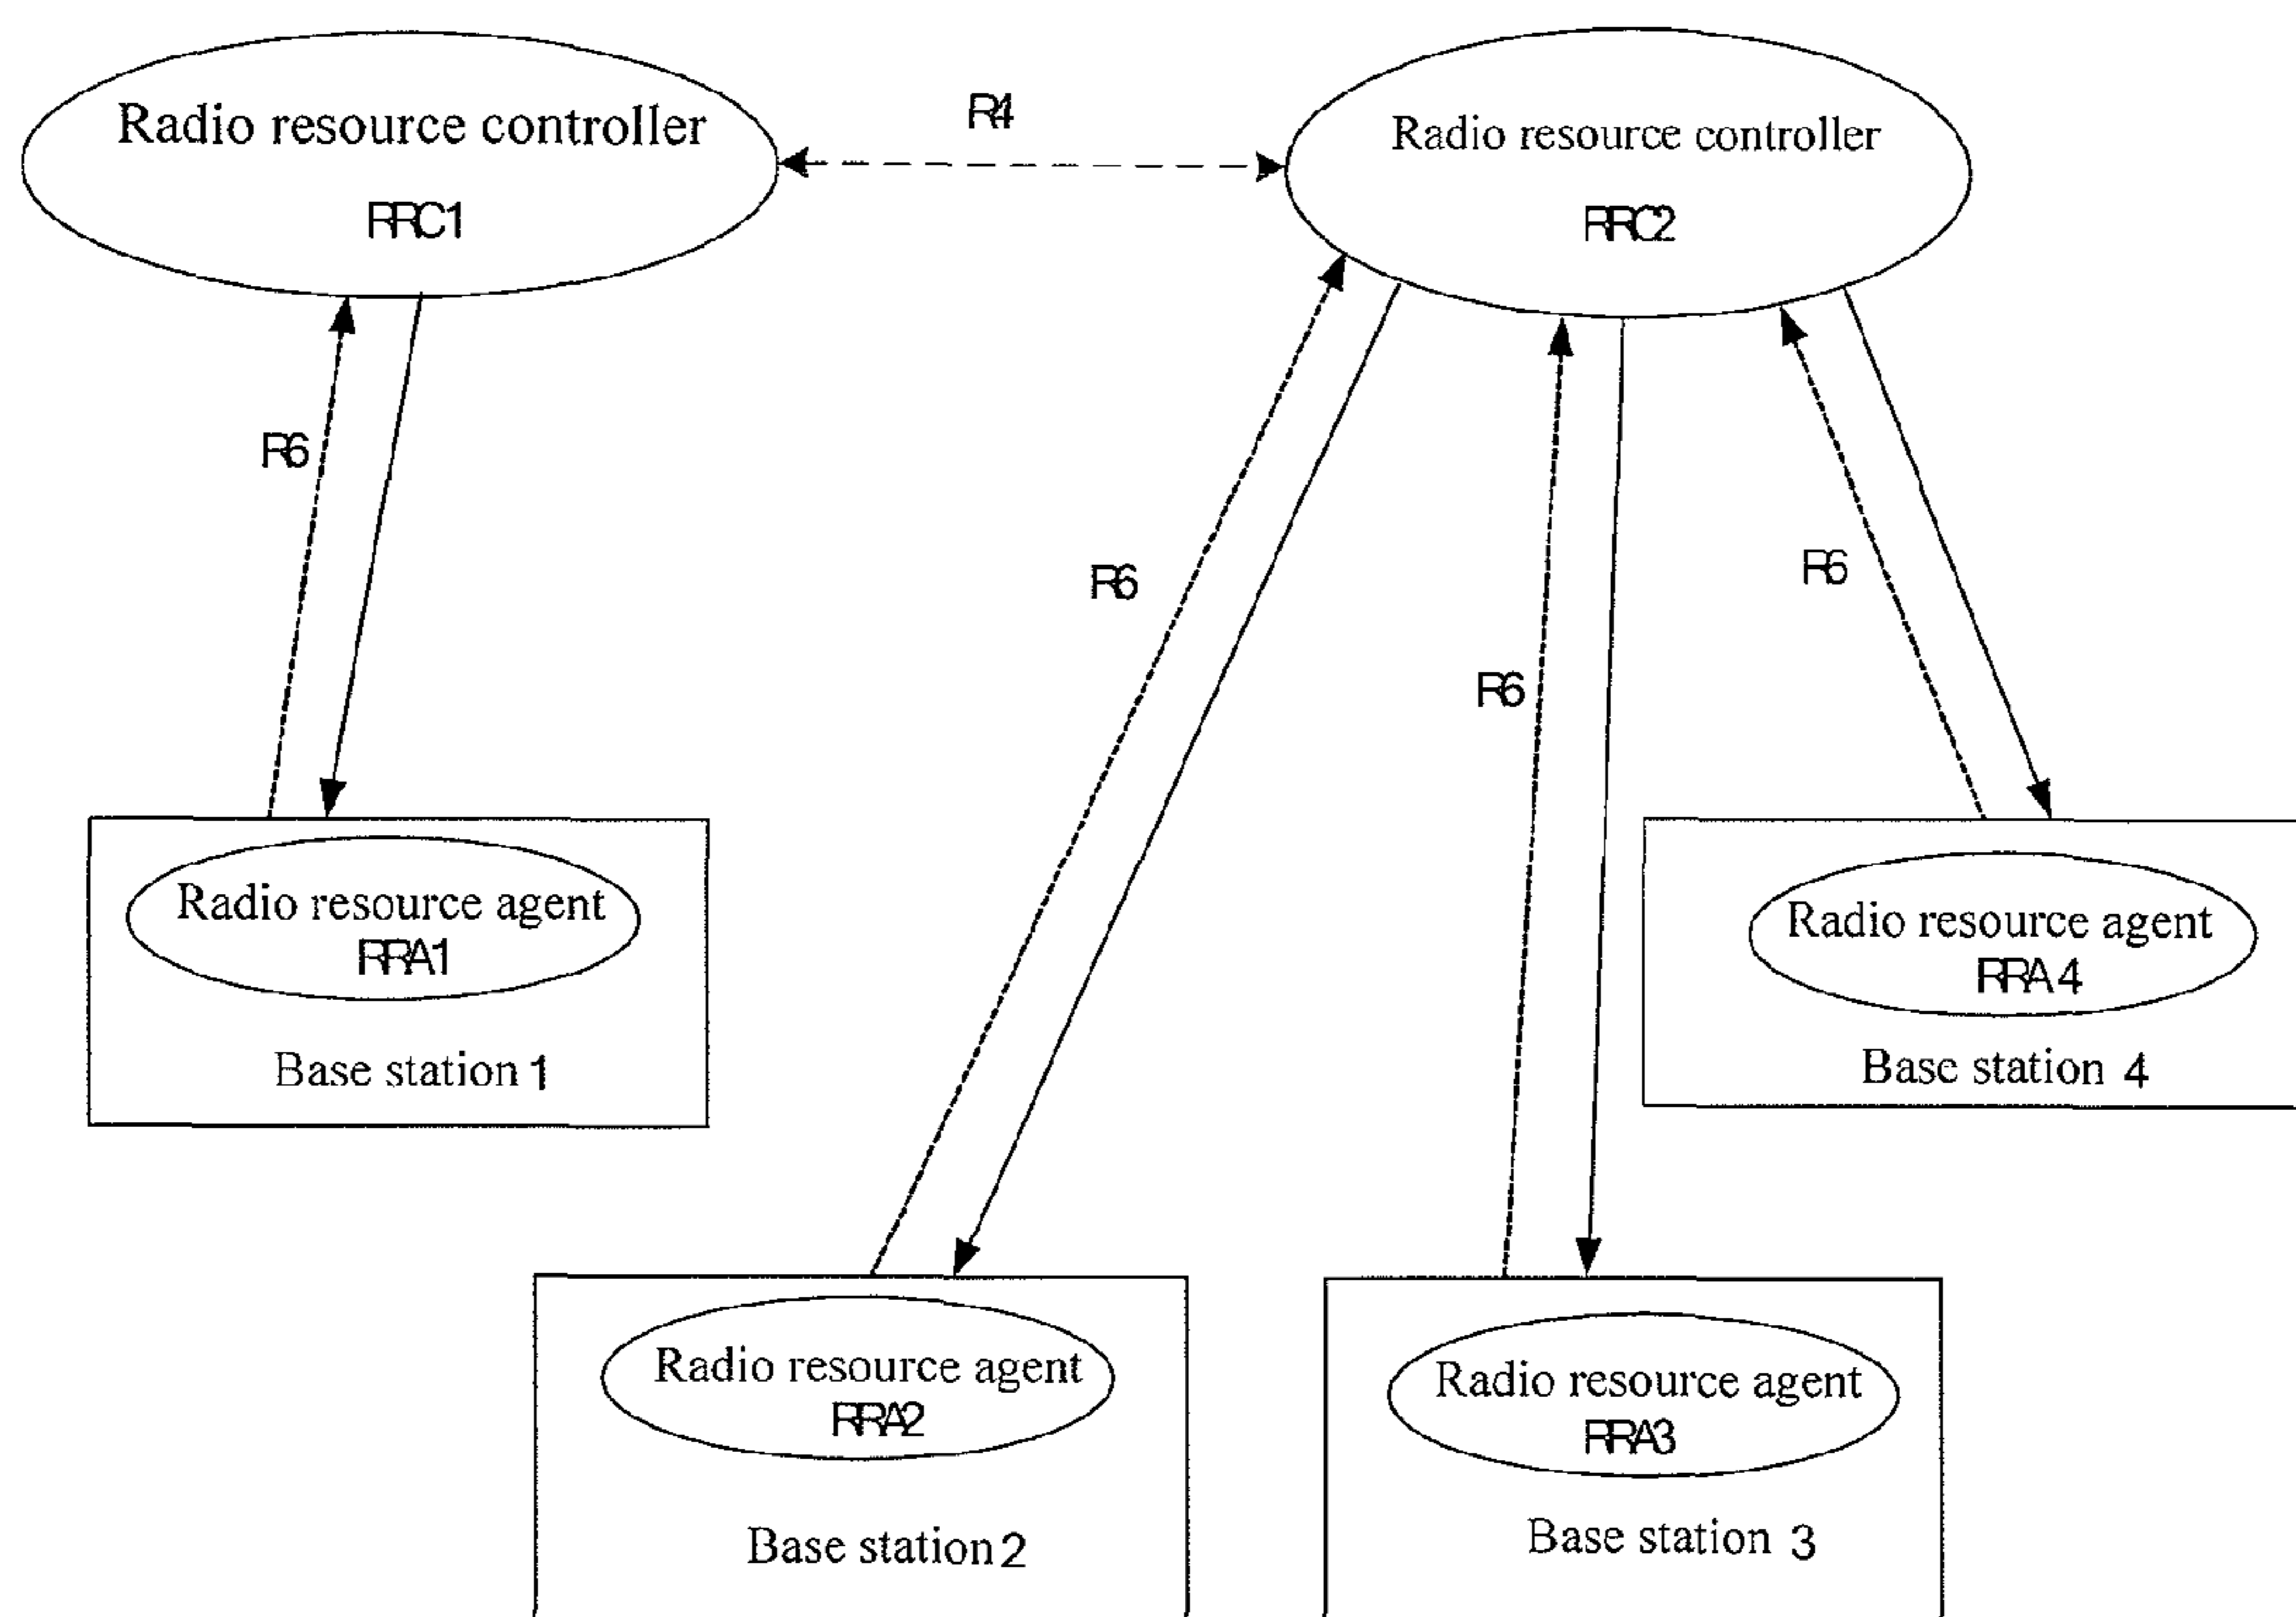 Radio resource controller
RRC1
R4
Radio resource controller
RRC2
R6
R6
R6
R6
Radio resource agent
RRA1
Base station 1
Radio resource agent
RRA 4
Base station 4
Radio resource agent
RRA2
Base station 2
Radio resource agent
RRA3
Base station 3